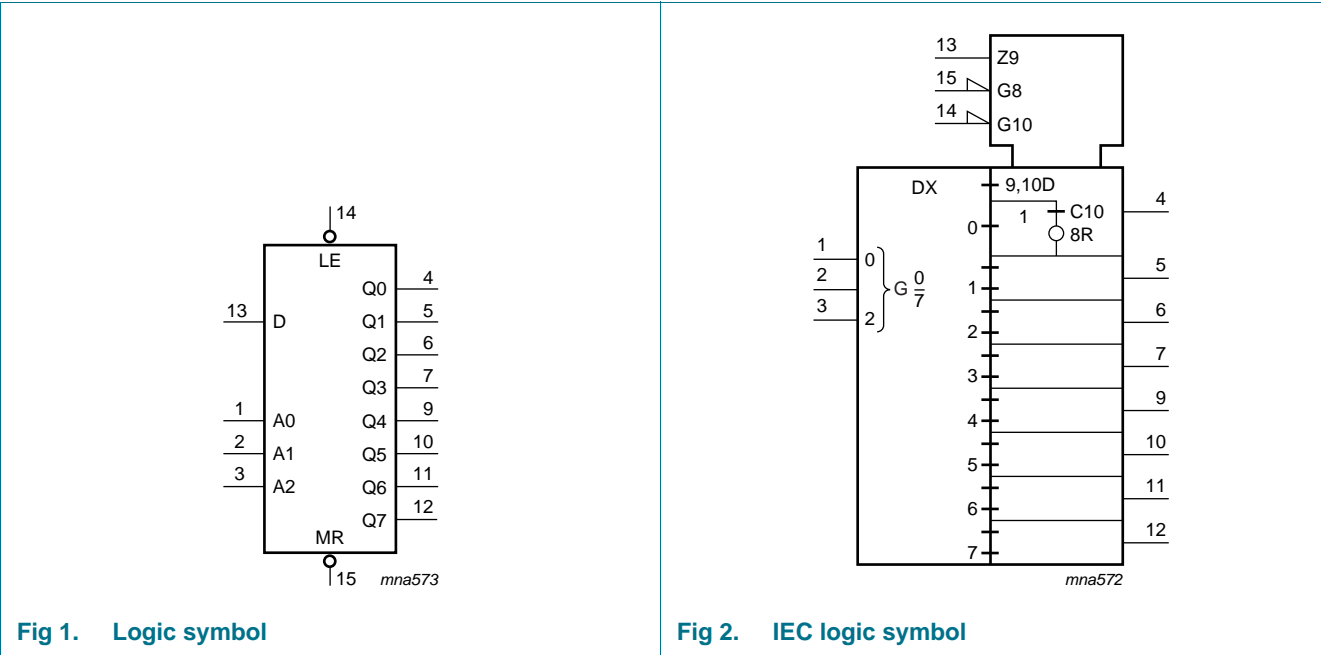 14
LE
Q0 4
13 D Q1 5
Q2 6
Q3 7
1 A0 Q4 9
2 A1 Q5 10
3 A2 Q6 11
Q7 12
MR
15 mna573
Fig 1. Logic symbol
13 Z9
15 G8
14 G10
DX 9,10D
4
0 1 C10
8R
1 0
2 G 0/7
3 2
5
1
6
2
7
3
9
4
10
5
11
6
12
7
mna572
Fig 2. IEC logic symbol